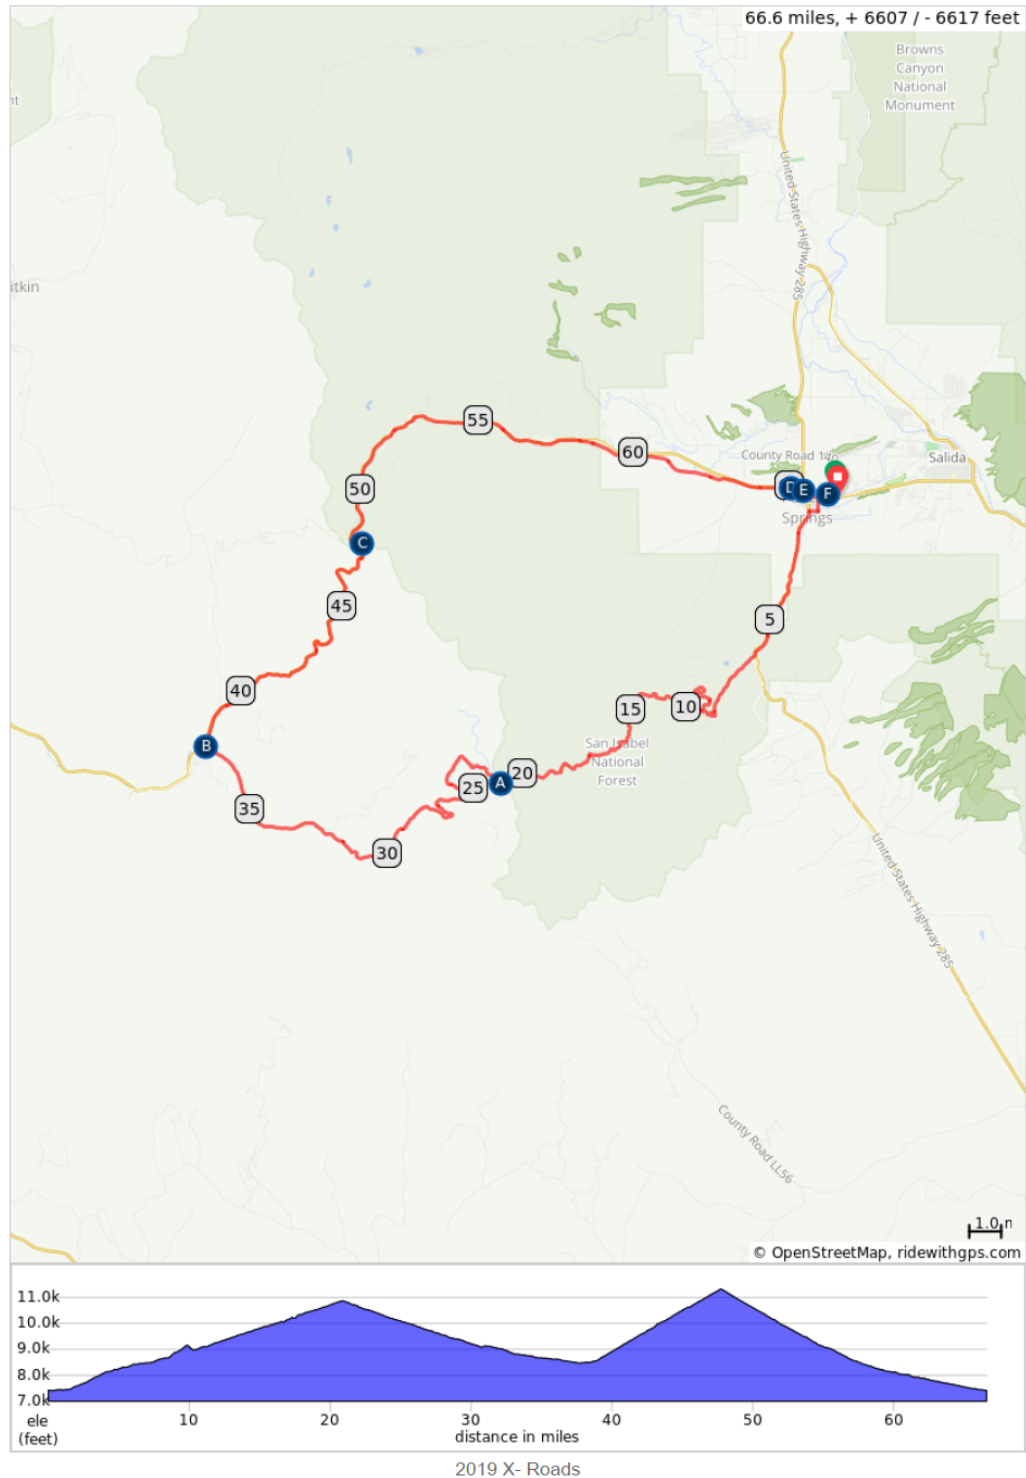 66.6 miles, + 6607 / - 6617 feet
Browns
Canyon
National
Monument
nt
United States Highway 285
itkin
55
60
County Road 140
Salida
50
D
E
F
Springs
C
45
5
40
15
10
B
San Isabel
National
Forest
20
A
25
35
30
United States Highway 285
County Road LL56
1.0
© OpenStreetMap, ridewithgps.com
11.0k
10.0k
9.0k
8.0k
7.0k
ele
(feet)
10
20
30
40
50
60
distance in miles
2019 X- Roads